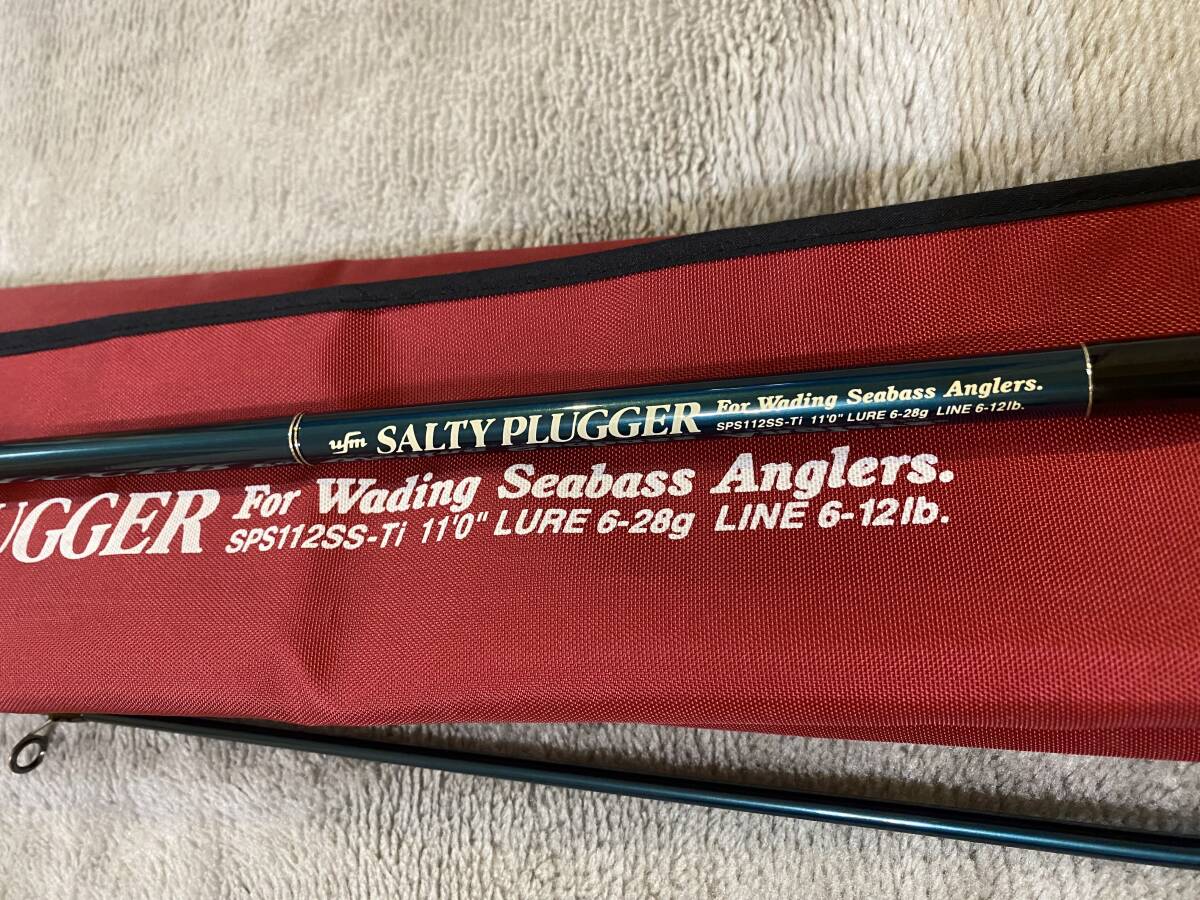 ufm SALTY PLUGGER For Wading Seabass Anglers.
SPS112SS-Ti 11'0" LURE 6-28g LINE 6-12lb.
UGGER For Wading Seabass Anglers.
SPS112SS-Ti 11'0" LURE 6-28g LINE 6-12lb.